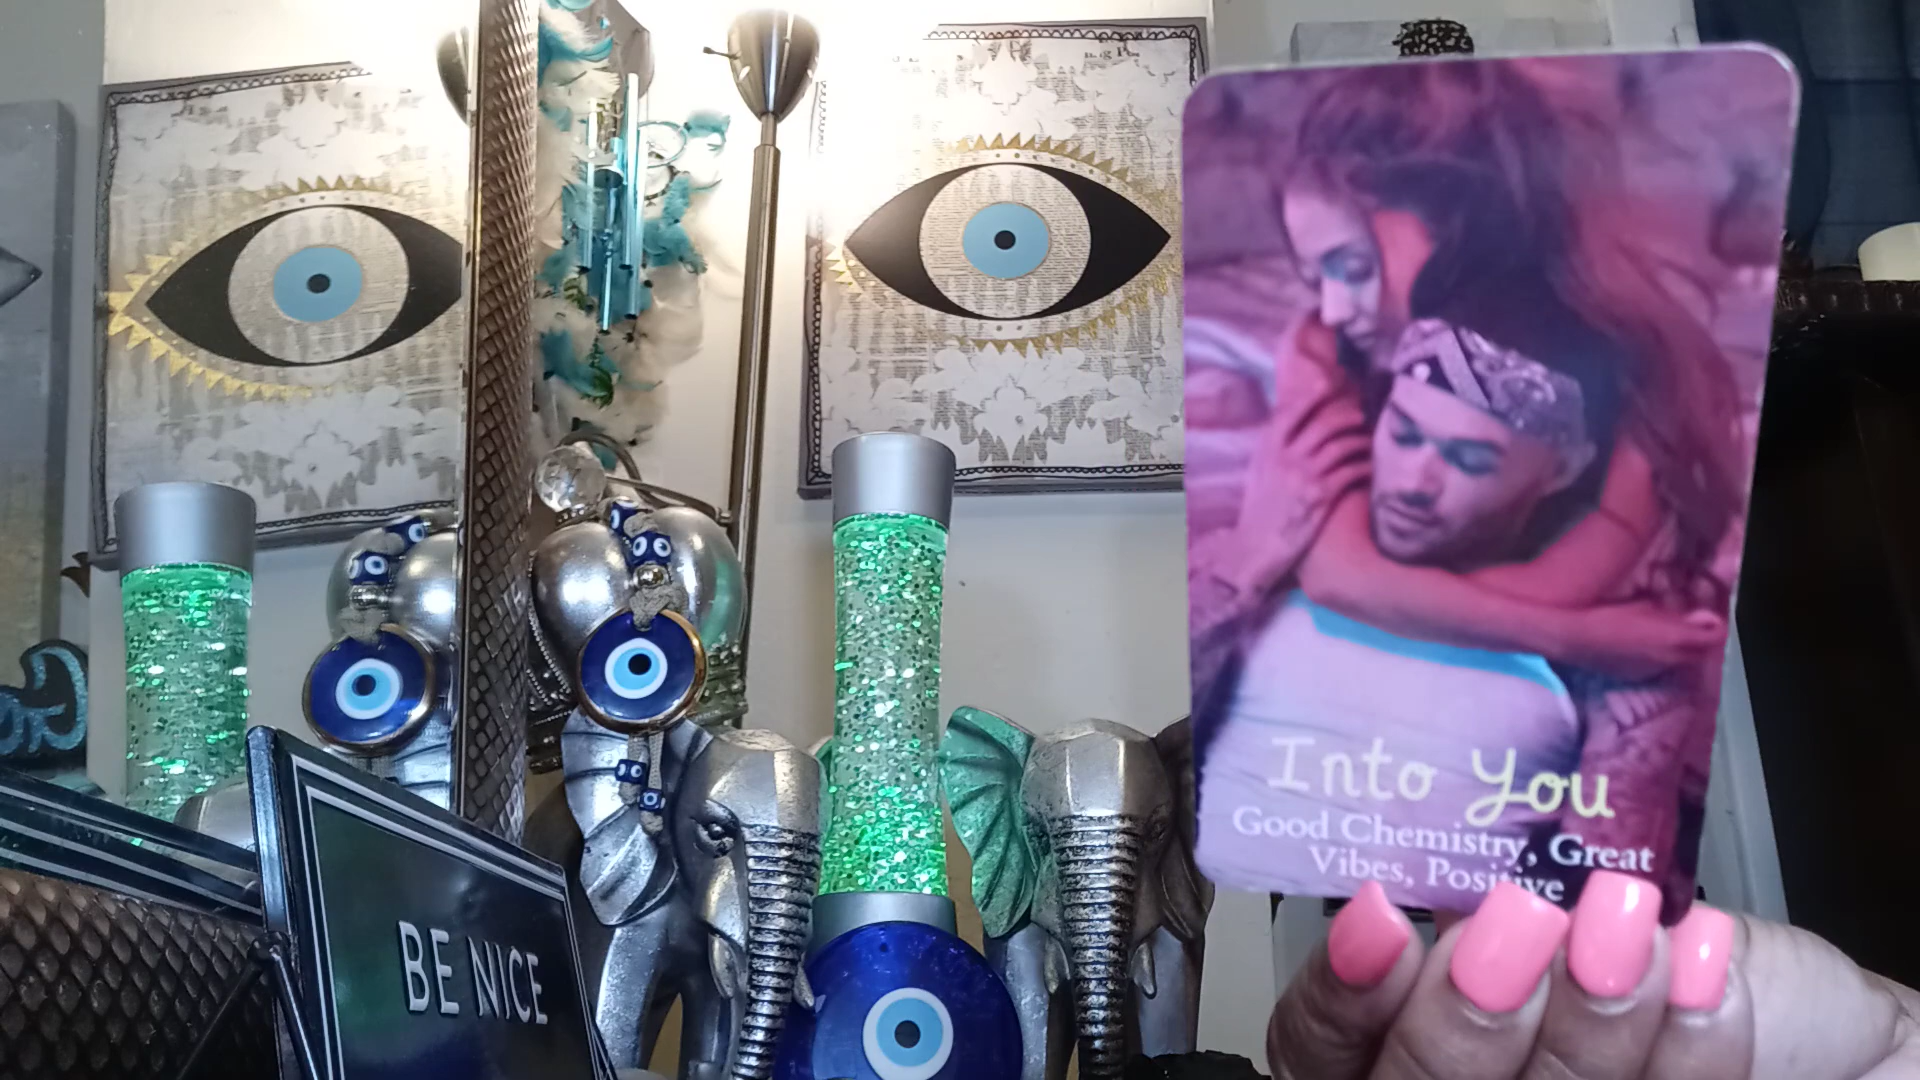 BE NICE
Into You
Good Chemistry, Great
Vibes, Positive